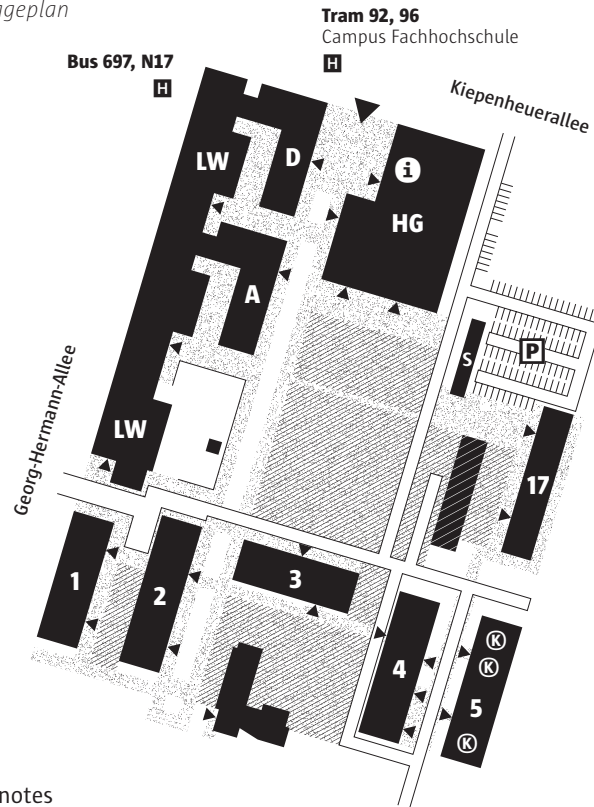 ggeplan
Tram 92, 96
Campus Fachhochschule
H
Bus 697, N17
H
Kiepenheuerallee
LW
D
i
HG
A
S
P
Georg-Hermann-Allee
LW
17
1
2
3
4
K
K
5
K
notes